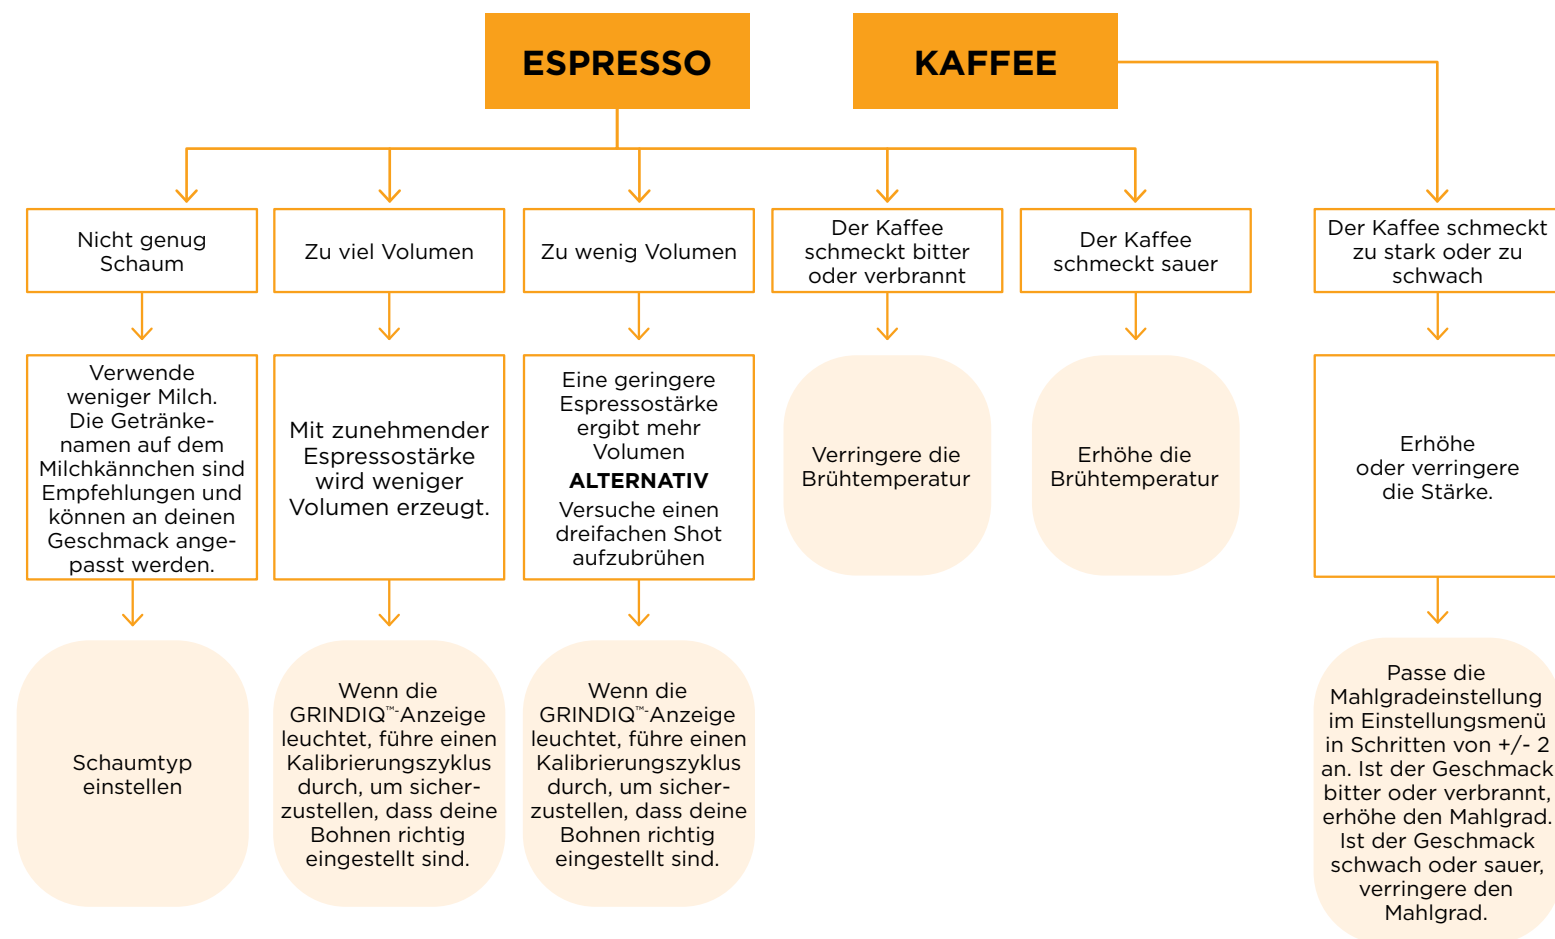 ESPRESSO
KAFFEE
Nicht genug
Schaum
Zu viel Volumen
Zu wenig Volumen
Der Kaffee
schmeckt bitter
oder verbrannt
Der Kaffee
schmeckt sauer
Der Kaffee schmeckt
zu stark oder zu
schwach
Verwende
weniger Milch.
Die Getränke-
namen auf dem
Milchkännchen sind
Empfehlungen und
können an deinen
Geschmack ange-
passt werden.
Mit zunehmender
Espressostärke
wird weniger
Volumen erzeugt.
Eine geringere
Espressostärke
ergibt mehr
Volumen
ALTERNATIV
Versuche einen
dreifachen Shot
aufzubrühen
Verringere die
Brühtemperatur
Erhöhe die
Brühtemperatur
Erhöhe
oder verringere
die Stärke.
Schaumtyp
einstellen
Wenn die
GRINDIQ™-Anzeige
leuchtet, führe einen
Kalibrierungszyklus
durch, um sicher-
zustellen, dass deine
Bohnen richtig
eingestellt sind.
Wenn die
GRINDIQ™-Anzeige
leuchtet, führe einen
Kalibrierungszyklus
durch, um sicher-
zustellen, dass deine
Bohnen richtig
eingestellt sind.
Passe die
Mahlgradeinstellung
im Einstellungsmenü
in Schritten von +/- 2
an. Ist der Geschmack
bitter oder verbrannt,
erhöhe den Mahlgrad.
Ist der Geschmack
schwach oder sauer,
verringere den
Mahlgrad.